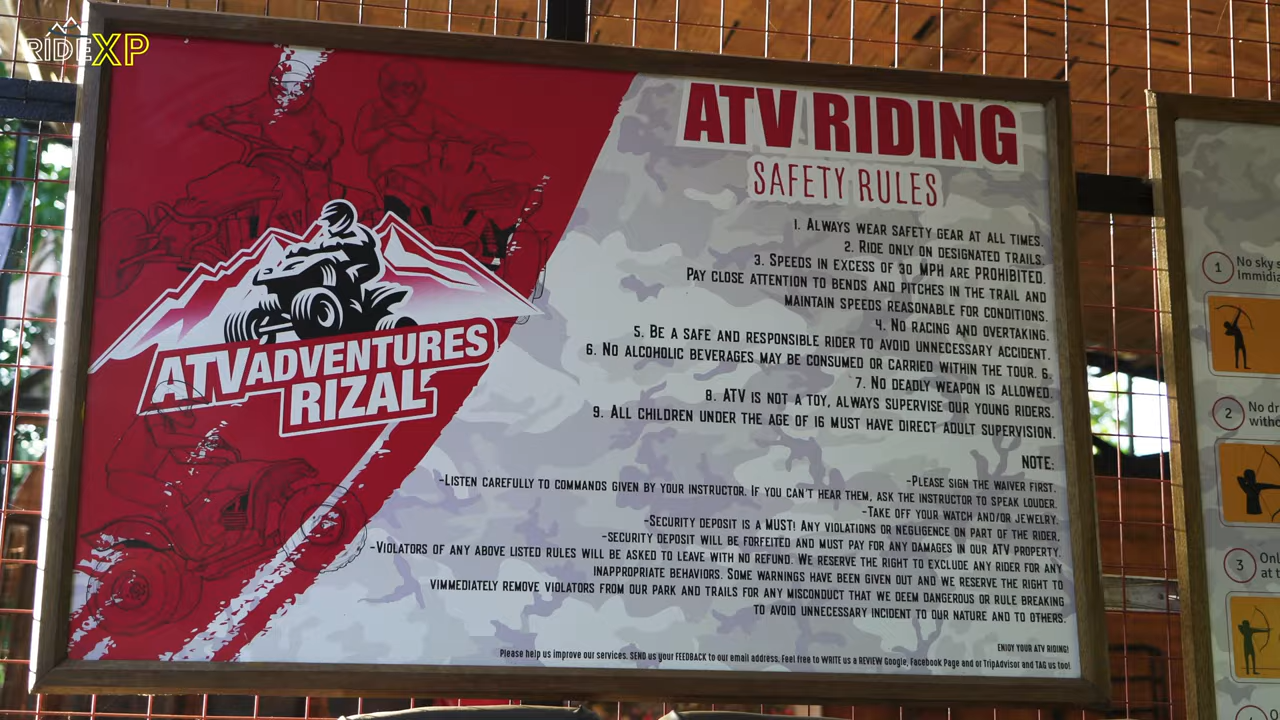 RIDEXP
ATV ADVENTURES
RIZAL
ATV RIDING
SAFETY RULES
1. ALWAYS WEAR SAFETY GEAR AT ALL TIMES.
2. RIDE ONLY ON DESIGNATED TRAILS.
3. SPEEDS IN EXCESS OF 30 MPH ARE PROHIBITED.
PAY CLOSE ATTENTION TO BENDS AND PITCHES IN THE TRAIL AND
MAINTAIN SPEEDS REASONABLE FOR CONDITIONS.
4. NO RACING AND OVERTAKING.
5. BE A SAFE AND RESPONSIBLE RIDER TO AVOID UNNECESSARY ACCIDENT.
6. NO ALCOHOLIC BEVERAGES MAY BE CONSUMED OR CARRIED WITHIN THE TOUR. 6.
7. NO DEADLY WEAPON IS ALLOWED.
8. ATV IS NOT A TOY, ALWAYS SUPERVISE OUR YOUNG RIDERS.
9. ALL CHILDREN UNDER THE AGE OF 16 MUST HAVE DIRECT ADULT SUPERVISION.
NOTE:
-PLEASE SIGN THE WAIVER FIRST.
-LISTEN CAREFULLY TO COMMANDS GIVEN BY YOUR INSTRUCTOR. IF YOU CAN'T HEAR THEM, ASK THE INSTRUCTOR TO SPEAK LOUDER.
-TAKE OFF YOUR WATCH AND/OR JEWELRY.
-SECURITY DEPOSIT IS A MUST! ANY VIOLATIONS OR NEGLIGENCE ON PART OF THE RIDER,
-SECURITY DEPOSIT WILL BE FORFEITED AND MUST PAY FOR ANY DAMAGES IN OUR ATV PROPERTY.
-VIOLATORS OF ANY ABOVE LISTED RULES WILL BE ASKED TO LEAVE WITH NO REFUND. WE RESERVE THE RIGHT TO EXCLUDE ANY RIDER FOR ANY
INAPPROPRIATE BEHAVIORS. SOME WARNINGS HAVE BEEN GIVEN OUT AND WE RESERVE THE RIGHT TO
VIMMEDIATELY REMOVE VIOLATORS FROM OUR PARK AND TRAILS FOR ANY MISCONDUCT THAT WE DEEM DANGEROUS OR RULE BREAKING
TO AVOID UNNECESSARY INCIDENT TO OUR NATURE AND TO OTHERS.
ENJOY YOUR ATV RIDING!
Please help us improve our services. SEND us your FEEDBACK to our email address. Feel free to WRITE us a REVIEW Google, Facebook Page and or TripAdvisor and TAG us too!
1 No sky s
Immidia
2 No dr
witho
3 Onl
at t